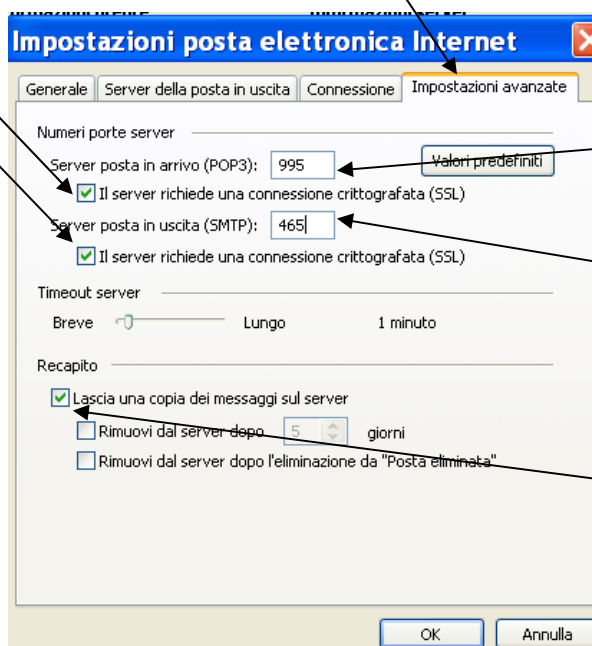 Impostazioni posta elettronica Internet
Generale Server della posta in uscita Connessione Impostazioni avanzate
Numeri porte server
Server posta in arrivo (POP3): 995 Valori predefiniti
Il server richiede una connessione crittografata (SSL)
Server posta in uscita (SMTP): 465
Il server richiede una connessione crittografata (SSL)
Timeout server
Breve Lungo 1 minuto
Recapito
Lascia una copia dei messaggi sul server
Rimuovi dal server dopo 5 giorni
Rimuovi dal server dopo l'eliminazione da "Posta eliminata"
OK Annulla